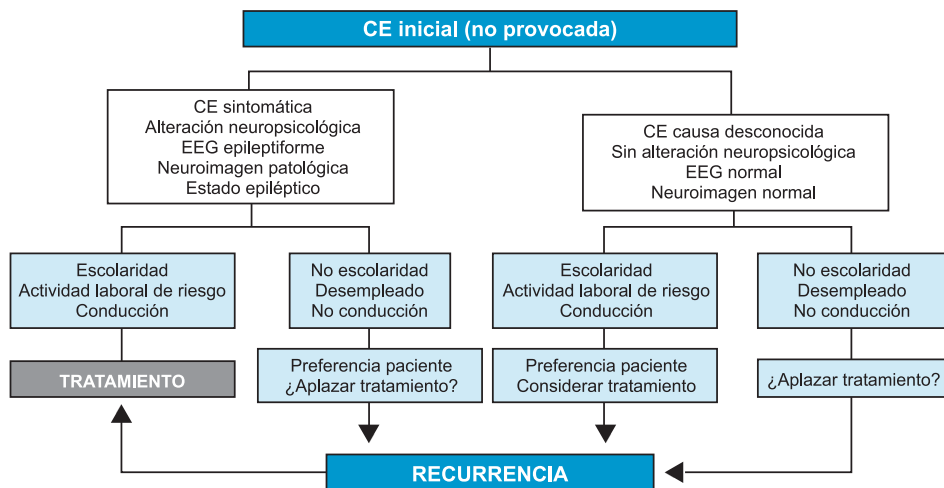 CE inicial (no provocada)
CE sintomática
Alteración neuropsicológica
EEG epileptiforme
Neuroimagen patológica
Estado epiléptico
CE causa desconocida
Sin alteración neuropsicológica
EEG normal
Neuroimagen normal
Escolaridad
Actividad laboral de riesgo
Conducción
No escolaridad
Desempleado
No conducción
Escolaridad
Actividad laboral de riesgo
Conducción
No escolaridad
Desempleado
No conducción
TRATAMIENTO
Preferencia paciente
¿Aplazar tratamiento?
Preferencia paciente
Considerar tratamiento
¿Aplazar tratamiento?
RECURRENCIA